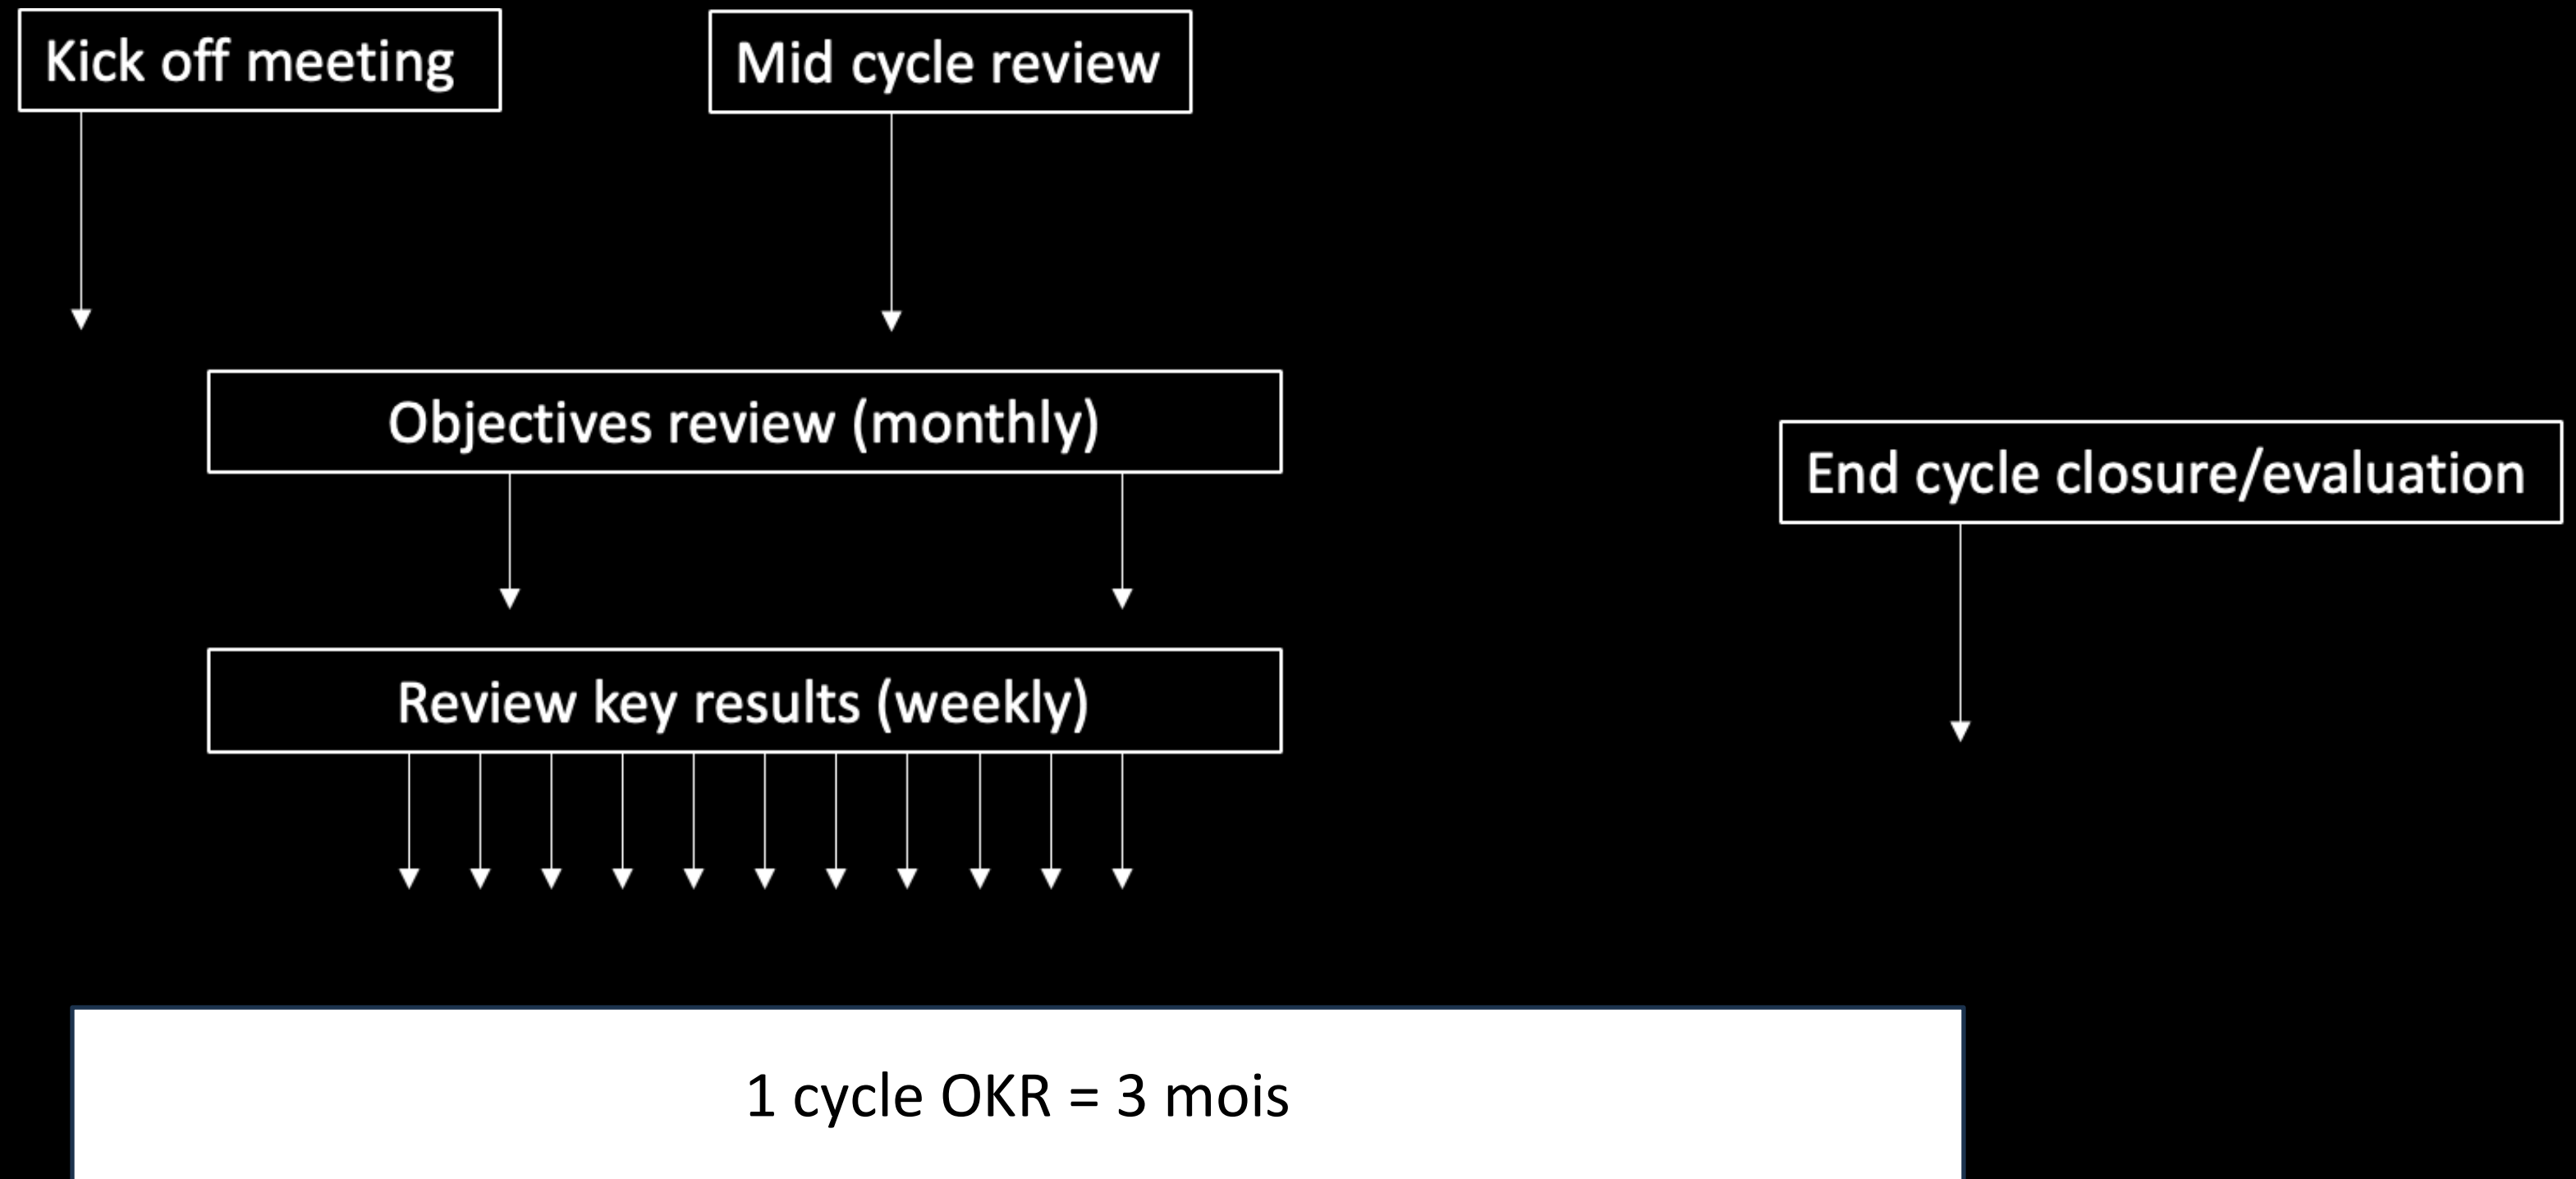 Kick off meeting
Mid cycle review
Objectives review (monthly)
End cycle closure/evaluation
Review key results (weekly)
1 cycle OKR = 3 mois